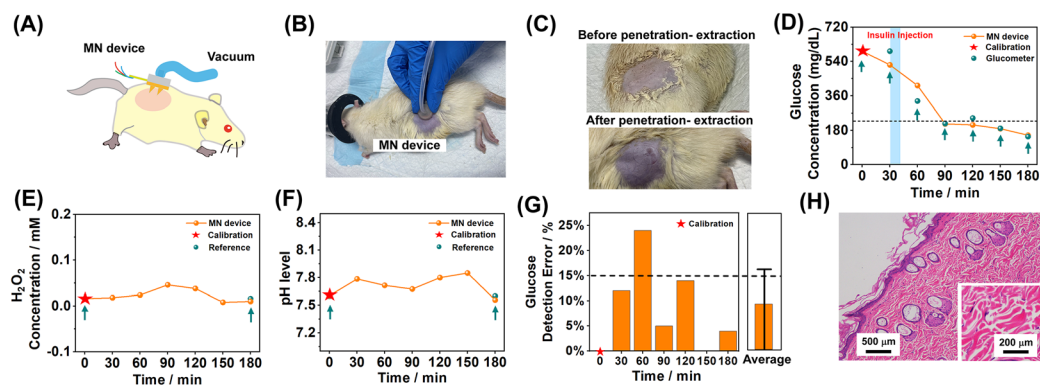 (A)
MN device
Vacuum
(B)
MN device
(C)
Before penetration- extraction
After penetration- extraction
(D)
Glucose
Concentration (mg/dL)
720
540
360
180
0
Insulin Injection
MN device
Calibration
Glucometer
0 30 60 90 120 150 180
Time / min
(E)
H₂O₂
Concentration / mM
0.2
0.1
0.0
-0.1
MN device
Calibration
Reference
0 30 60 90 120 150 180
Time / min
(F)
pH level
8.4
8.1
7.8
7.5
7.2
MN device
Calibration
Reference
0 30 60 90 120 150 180
Time / min
(G)
Glucose
Detection Error / %
25%
20%
15%
10%
5%
0%
Calibration
15%
0 30 60 90 120 150 180
Average
Time / min
(H)
500 μm
200 μm